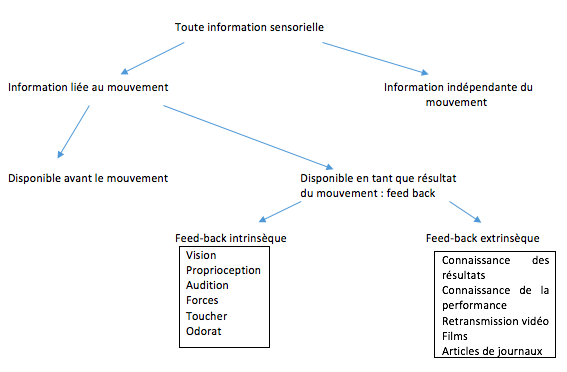 Toute information sensorielle
Information liée au mouvement
Information indépendante du
mouvement
Disponible avant le mouvement
Disponible en tant que résultat
du mouvement : feed back
Feed-back intrinsèque
Vision
Proprioception
Audition
Forces
Toucher
Odorat
Feed-back extrinsèque
Connaissance des
résultats
Connaissance de la
performance
Retransmission vidéo
Films
Articles de journaux